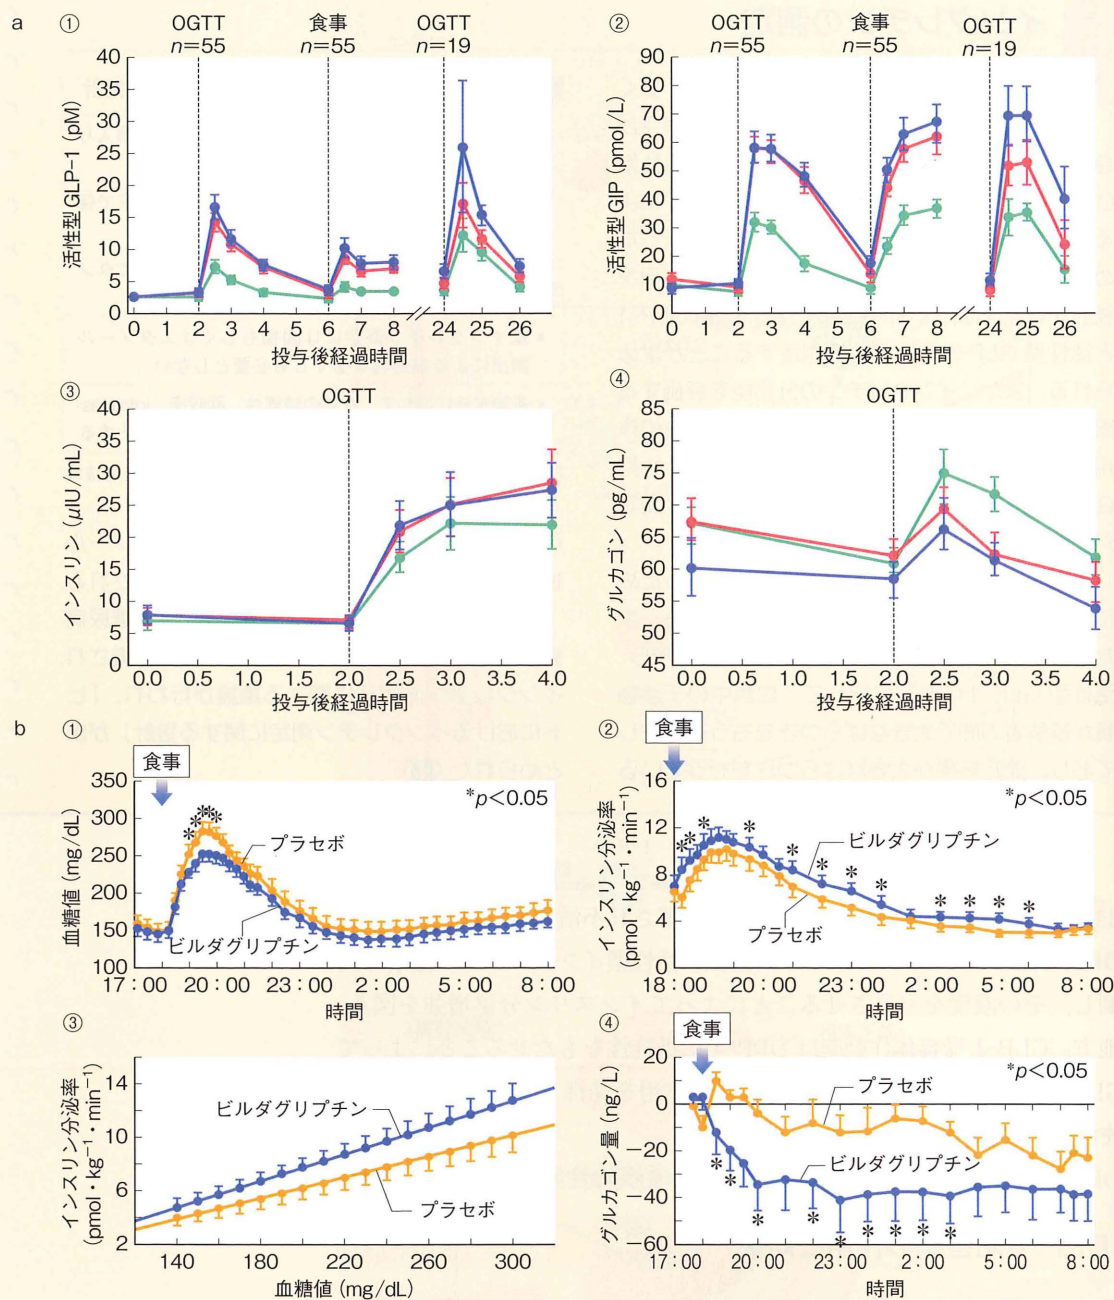 a
①
OGTT
n=55
食事
n=55
OGTT
n=19
活性型 GLP-1 (pM)
40
35
30
25
20
15
10
5
0
0
2
3
4
6
7
8
24
25
26
投与後経過時間
②
OGTT
n=55
食事
n=55
OGTT
n=19
活性型 GIP (pmol/L)
90
80
70
60
50
40
30
20
10
0
0
2
3
4
6
7
8
24
25
26
投与後経過時間
③
OGTT
インスリン (μIU/mL)
40
35
30
25
20
15
10
5
0
0.0
0.5
1.0
1.5
2.0
2.5
3.0
3.5
4.0
投与後経過時間
④
OGTT
グルカゴン (pg/mL)
85
80
75
70
65
60
55
50
45
0.0
0.5
1.0
1.5
2.0
2.5
3.0
3.5
4.0
投与後経過時間
b
①
食事
*p<0.05
血糖値 (mg/dL)
350
300
250
200
150
100
*****
プラセボ
ビルダグリプチン
17:00
20:00
23:00
2:00
5:00
8:00
時間
②
食事
*p<0.05
インスリン分泌率
(pmol・kg⁻¹・min⁻¹)
16
12
8
4
0
* * * * * * * * * * * *
ビルダグリプチン
プラセボ
18:00
20:00
23:00
2:00
5:00
8:00
時間
③
インスリン分泌率
(pmol・kg⁻¹・min⁻¹)
14
10
6
2
ビルダグリプチン
プラセボ
140
180
220
260
300
血糖値 (mg/dL)
④
食事
*p<0.05
グルカゴン量 (ng/L)
20
0
−20
−40
−60
プラセボ
ビルダグリプチン
* * * * * * * *
17:00
20:00
23:00
2:00
5:00
8:00
時間